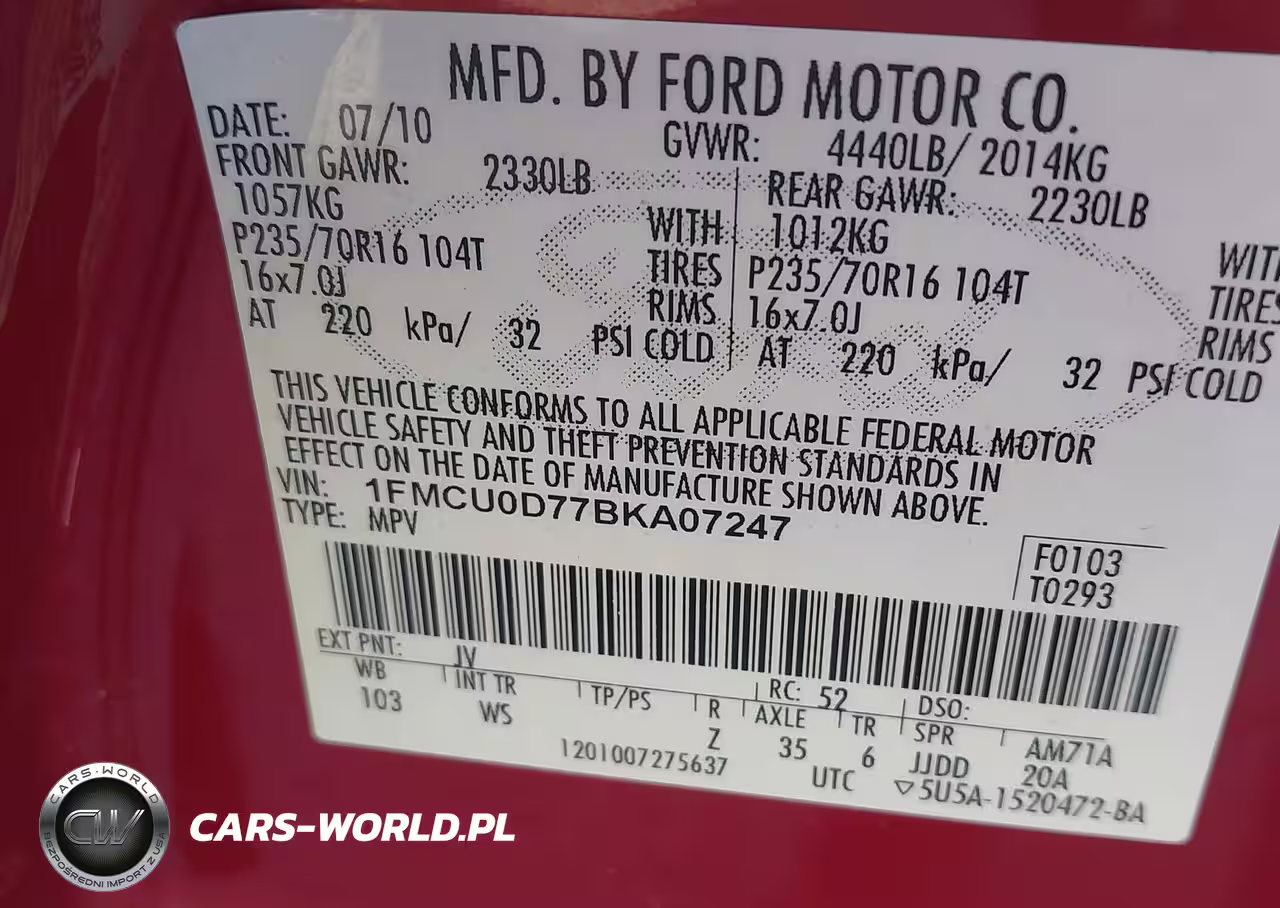 MFD. BY FORD MOTOR CO.
DATE: 07/10 GVWR: 4440LB/ 2014KG
FRONT GAWR: 2330LB REAR GAWR: 2230LB
1057KG WITH 1012KG WITH
P235/70R16 104T TIRES P235/70R16 104T TIRES
16x7.0J RIMS 16x7.0J RIMS
AT 220 kPa/ 32 PSI COLD AT 220 kPa/ 32 PSI COLD
THIS VEHICLE CONFORMS TO ALL APPLICABLE FEDERAL MOTOR
VEHICLE SAFETY AND THEFT PREVENTION STANDARDS IN
EFFECT ON THE DATE OF MANUFACTURE SHOWN ABOVE.
VIN: 1FMCU0D77BKA07247
TYPE: MPV
F0103
T0293
EXT PNT: JV RC: 52 DSO:
WB INT TR TP/PS R AXLE TR SPR AM71A
103 WS Z 35 6 JJDD 20A
1201007275637 UTC ▽5U5A-1520472-BA
CARS-WORLD
CW
BEZPOŚREDNI IMPORT Z USA
CARS-WORLD.PL